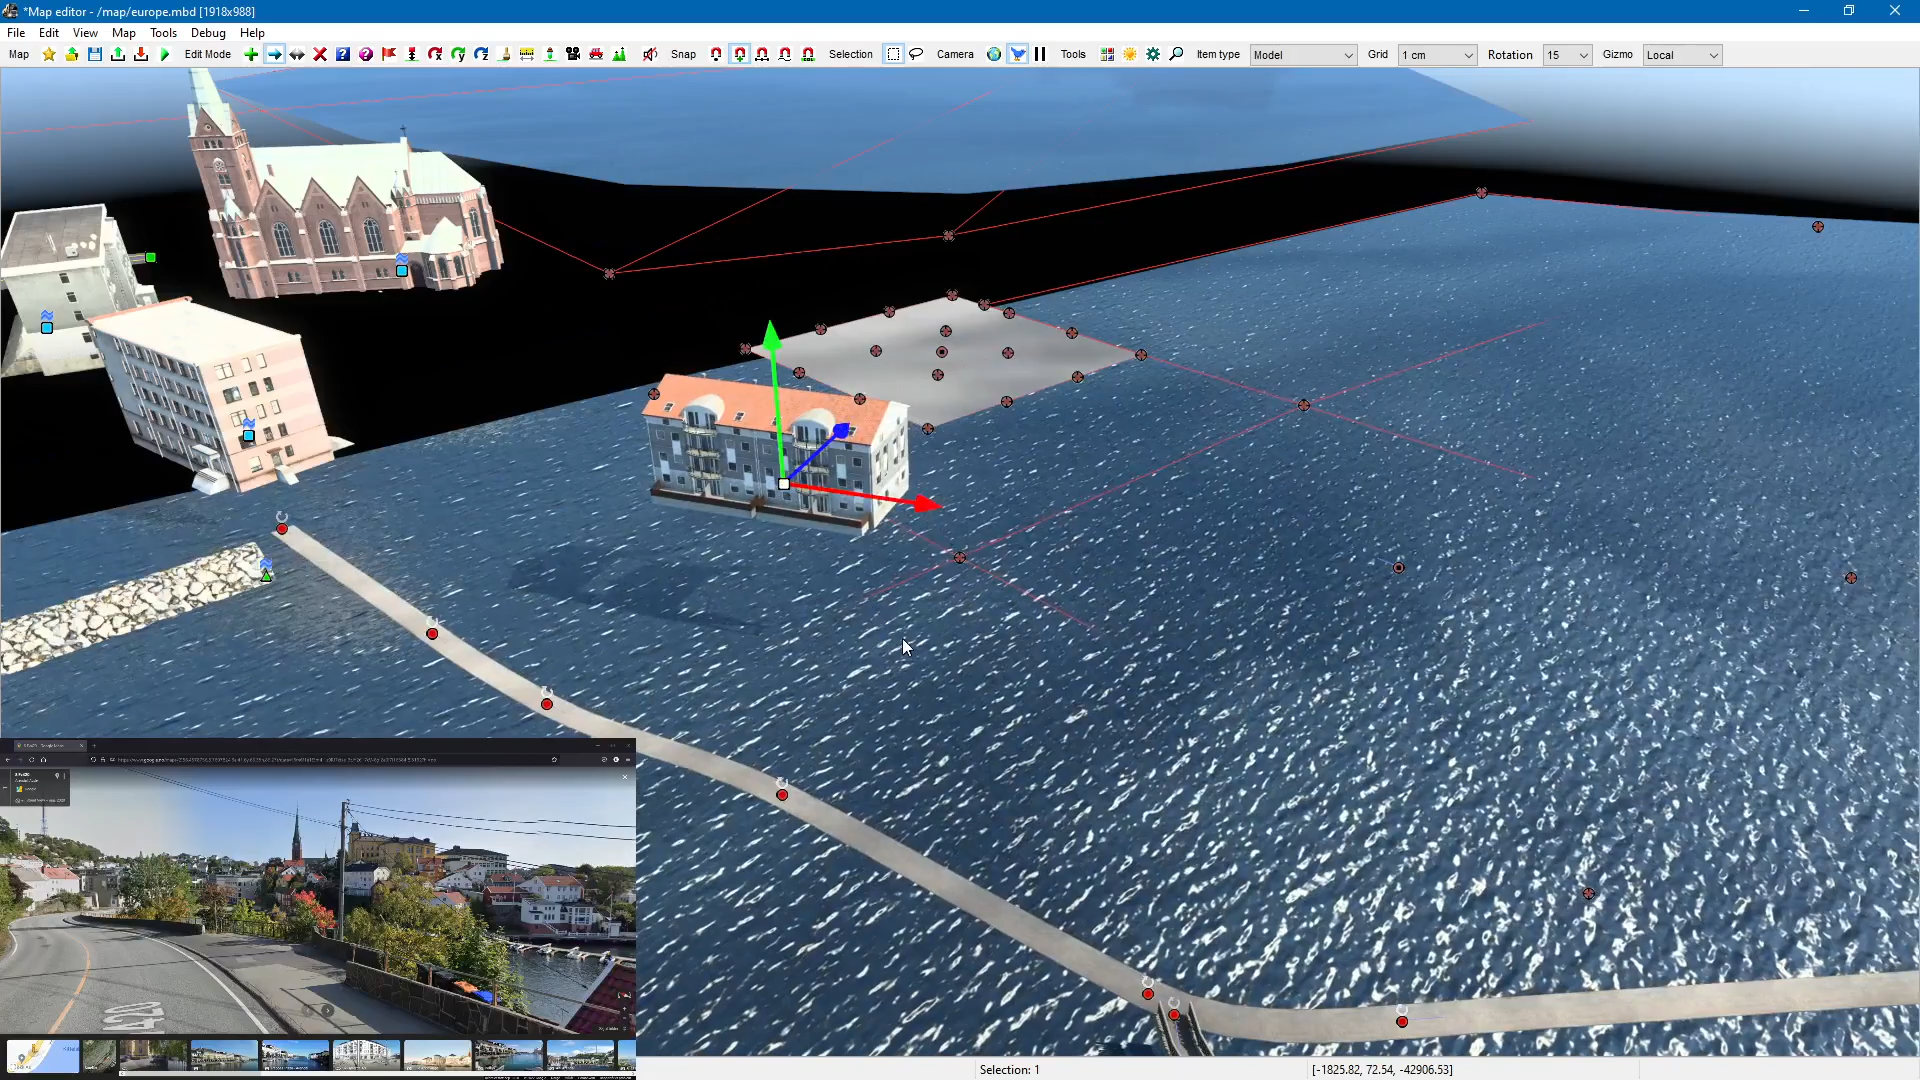 *Map editor - /map/europe.mbd [1918x988]
File Edit View Map Tools Debug Help
Map Edit Mode Snap Selection Camera Tools Item type Model Grid 1 cm Rotation 15 Gizmo Local
1420
Selection: 1 [-1825.82, 72.54, -42906.53]